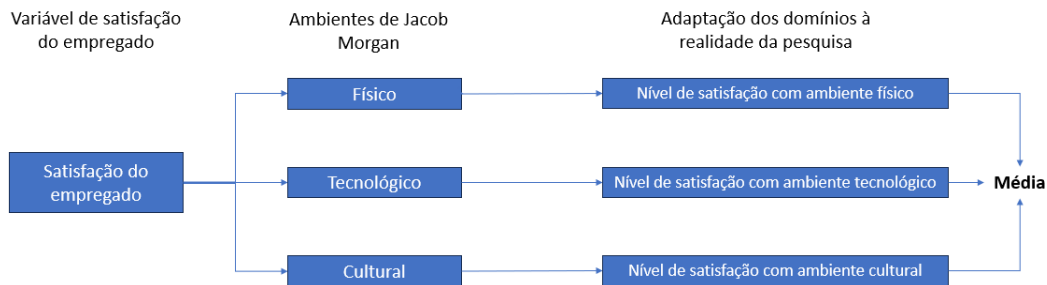 Variável de satisfação
do empregado
Ambientes de Jacob
Morgan
Adaptação dos domínios à
realidade da pesquisa
Físico
Nível de satisfação com ambiente físico
Satisfação do
empregado
Tecnológico
Nível de satisfação com ambiente tecnológico
Média
Cultural
Nível de satisfação com ambiente cultural